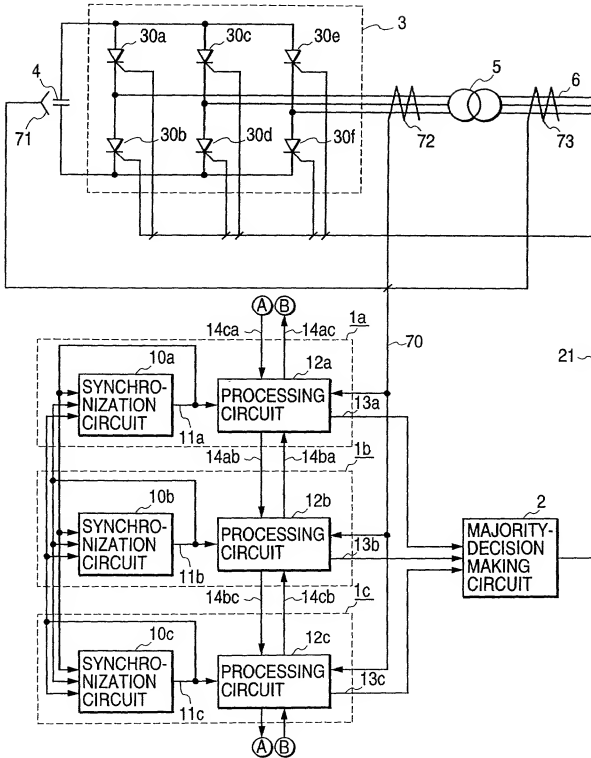 30a
30c
30e
3
4
5
6
71
30b
30d
30f
72
73
A
B
14ca
14ac
1a
70
21
10a
12a
SYNCHRO-
NIZATION
CIRCUIT
PROCESSING
CIRCUIT
11a
13a
14ab
14ba
1b
10b
12b
2
SYNCHRO-
NIZATION
CIRCUIT
PROCESSING
CIRCUIT
MAJORITY-
DECISION
MAKING
CIRCUIT
11b
13b
14bc
14cb
1c
10c
12c
SYNCHRO-
NIZATION
CIRCUIT
PROCESSING
CIRCUIT
11c
13c
A
B